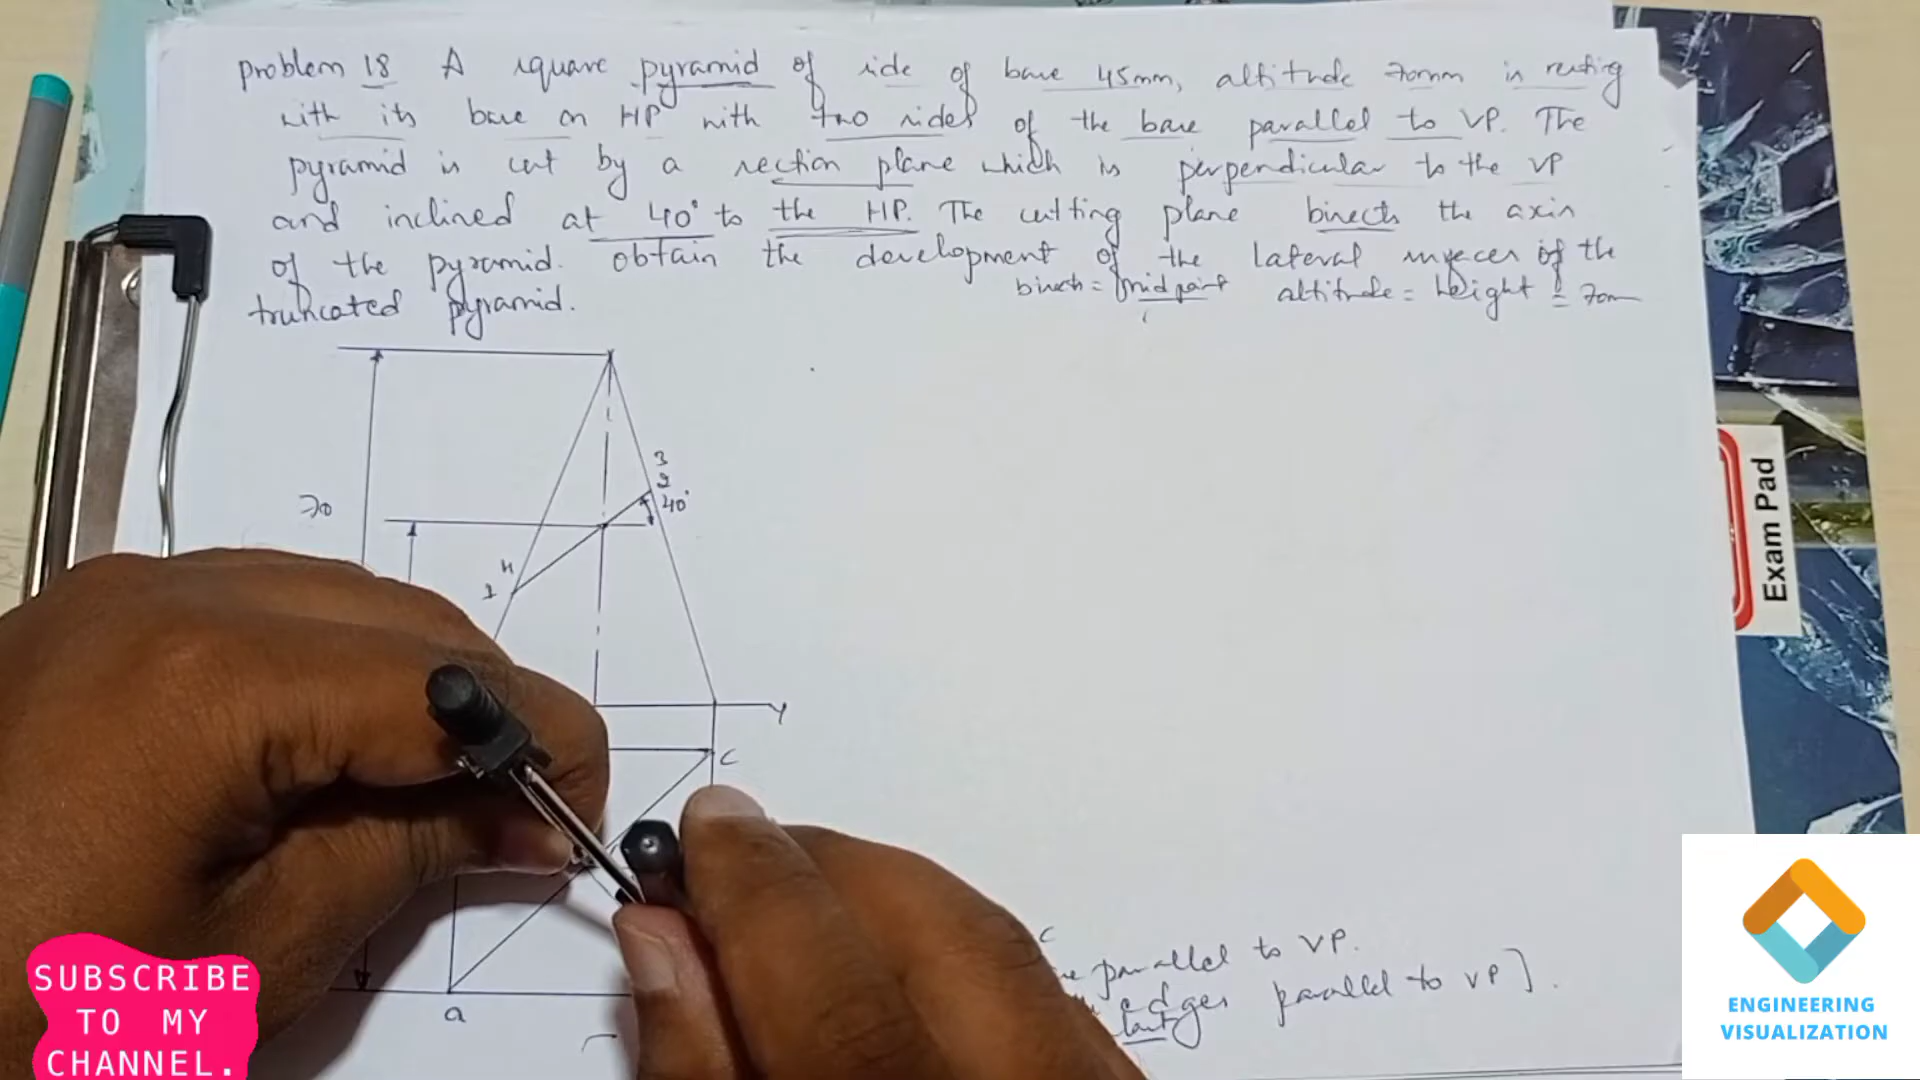 problem 18 A square pyramid of side of base 45mm, altitude 70mm is resting
with its base on HP with two sides of the base parallel to VP. The
pyramid is cut by a section plane which is perpendicular to the VP
and inclined at 40° to the HP. The cutting plane bisects the axis
of the pyramid. obtain the development of the lateral surfaces of the
truncated pyramid.
bisects = midpoint altitude = height = 70m
3
2
40°
70
4
1
Y
c
a
c
parallel to VP.
edges parallel to VP].
Exam Pad
SUBSCRIBE
TO MY
CHANNEL.
ENGINEERING
VISUALIZATION